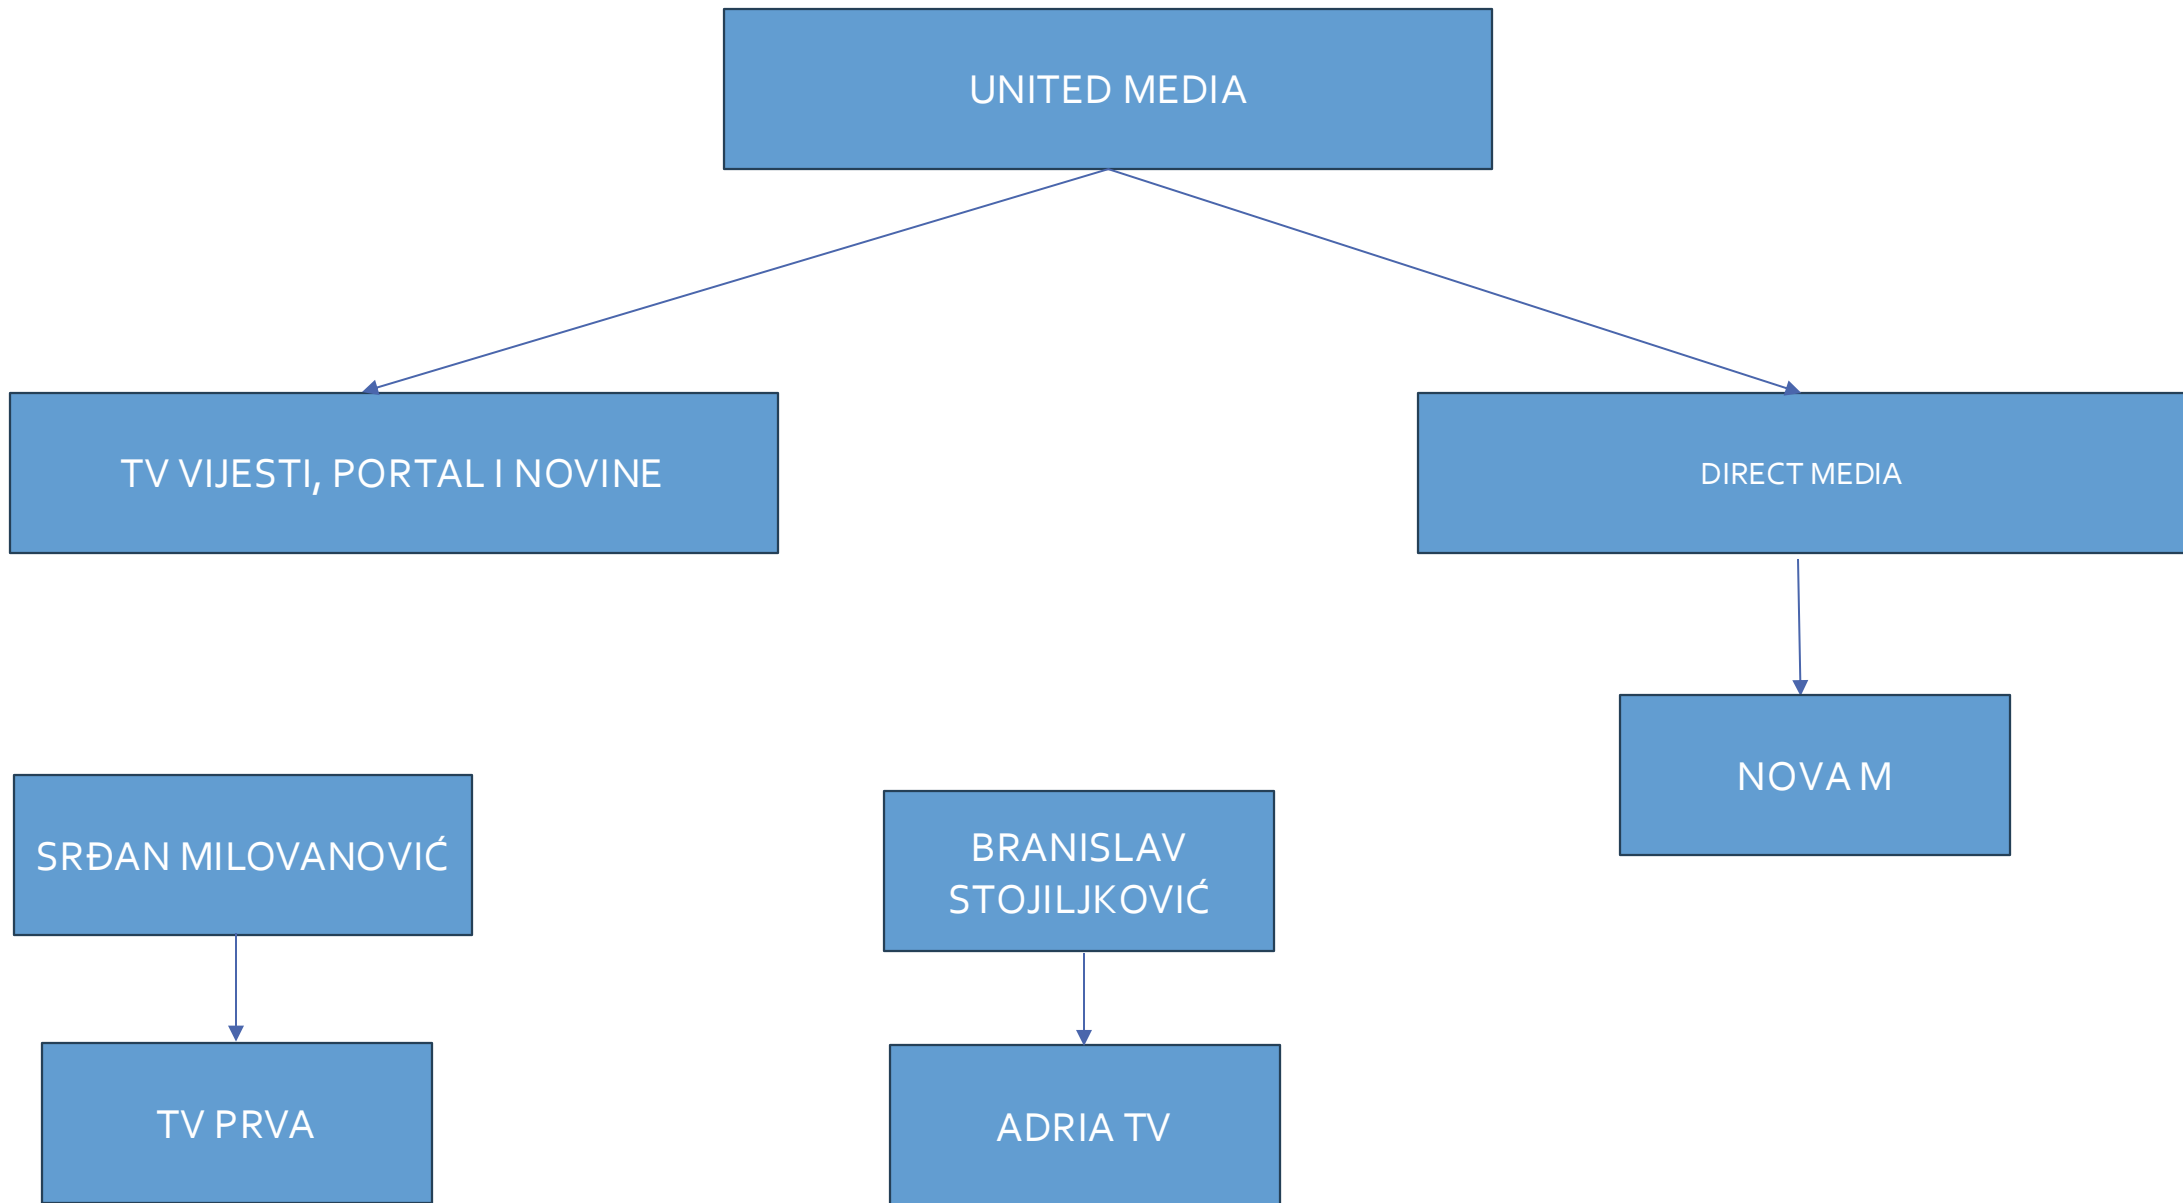 UNITED MEDIA
TV VIJESTI, PORTAL I NOVINE
DIRECT MEDIA
NOVA M
SRĐAN MILOVANOVIĆ
BRANISLAV
STOJILJKOVIĆ
TV PRVA
ADRIA TV